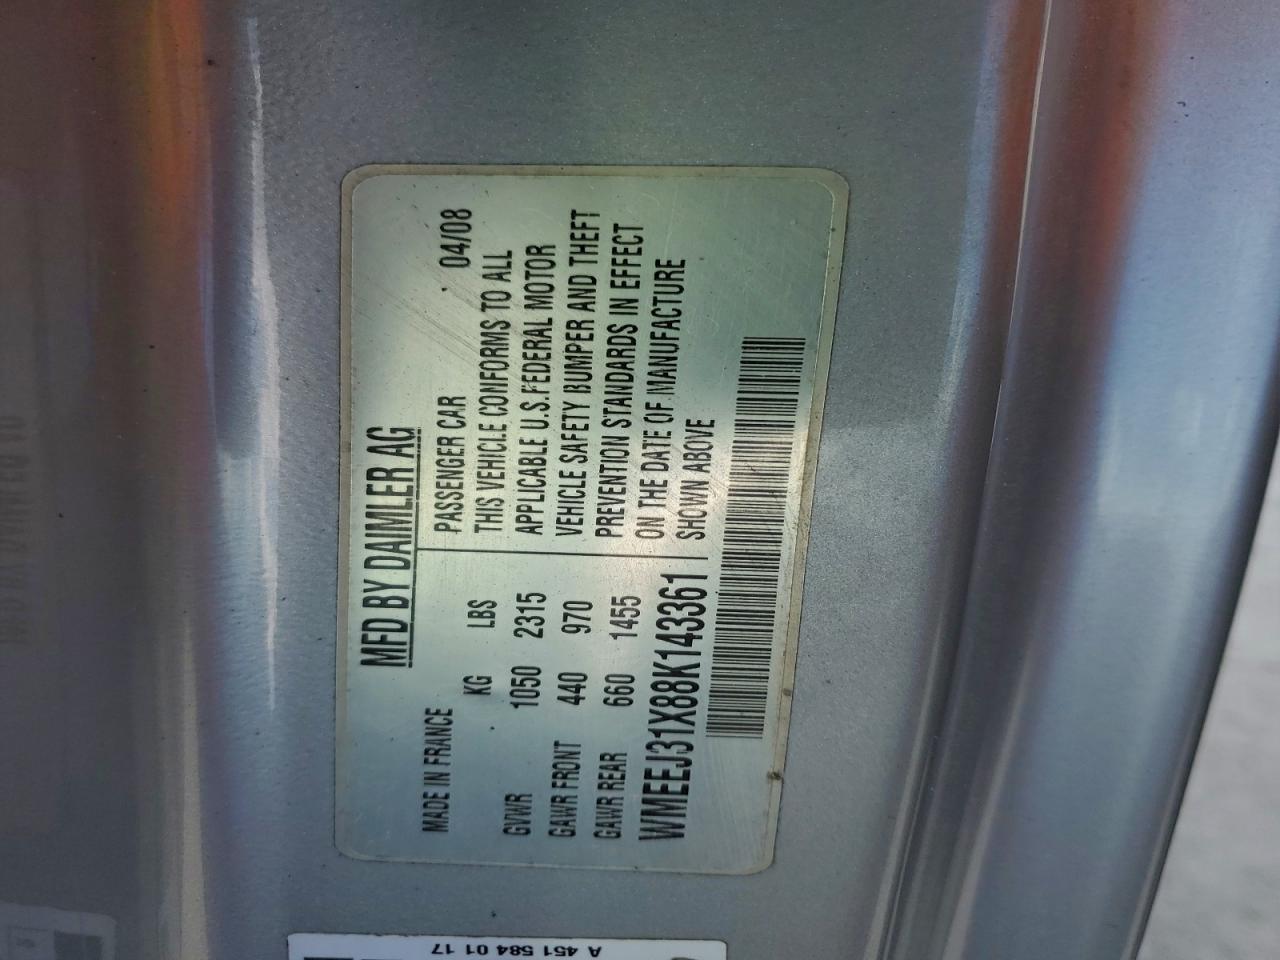 MFD BY DAIMLER AG
MADE IN FRANCE
KG LBS
GVWR 1050 2315
GAWR FRONT 440 970
GAWR REAR 660 1455
PASSENGER CAR 04/08
THIS VEHICLE CONFORMS TO ALL
APPLICABLE U.S.FEDERAL MOTOR
VEHICLE SAFETY BUMPER AND THEFT
PREVENTION STANDARDS IN EFFECT
ON THE DATE OF MANUFACTURE
SHOWN ABOVE
WMEEJ31X88K143361
A 451 584 01 17